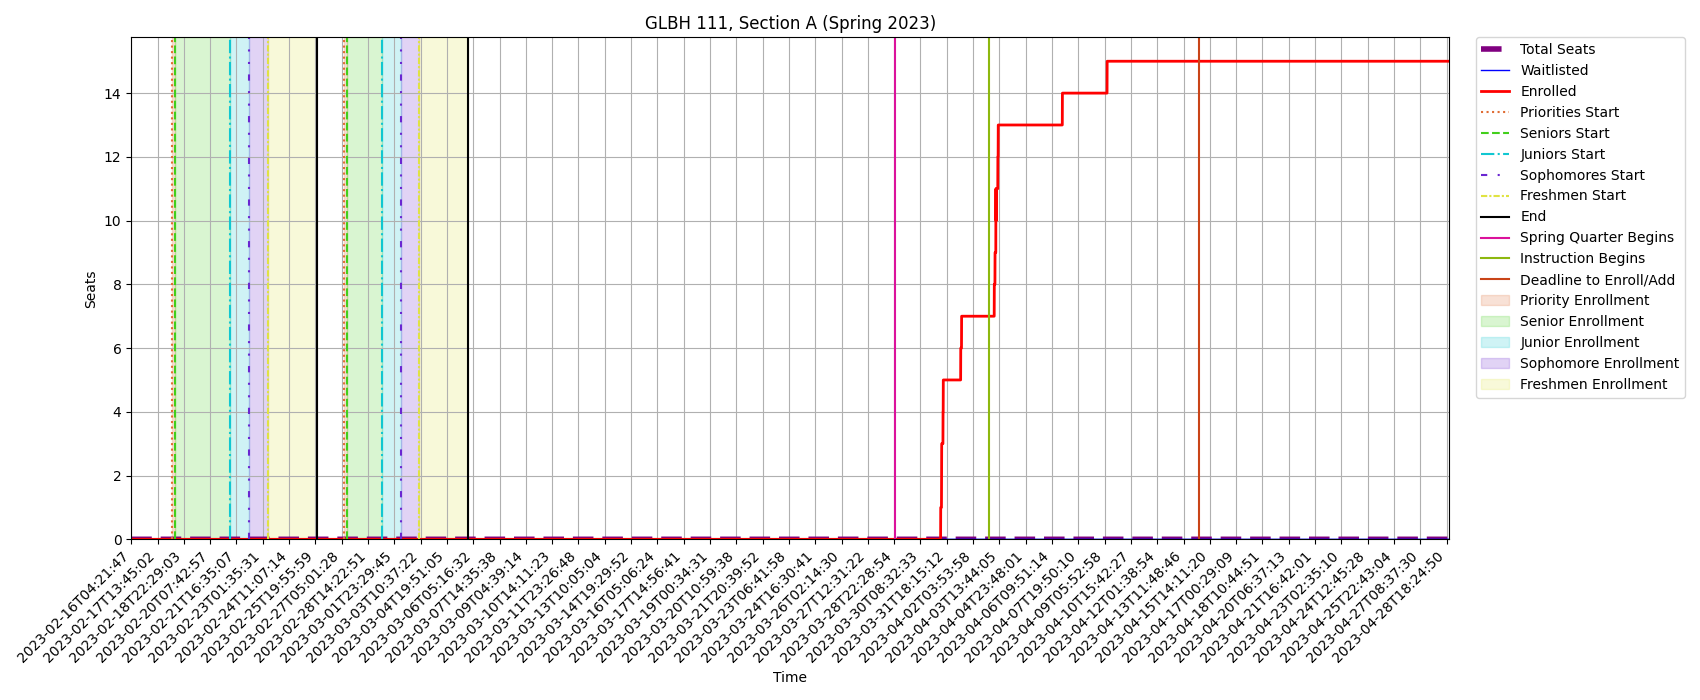 GLBH 111, Section A (Spring 2023)
Seats
14
12
10
8
6
4
2
0
2023-02-16T04:21:47
2023-02-17T13:45:02
2023-02-18T22:29:03
2023-02-20T07:42:57
2023-02-21T16:35:07
2023-02-23T01:35:31
2023-02-24T11:07:14
2023-02-25T19:55:59
2023-02-27T05:01:28
2023-02-28T14:22:51
2023-03-01T23:29:45
2023-03-03T10:37:22
2023-03-04T19:51:05
2023-03-06T05:16:32
2023-03-07T14:35:38
2023-03-09T04:39:14
2023-03-10T14:11:23
2023-03-11T23:26:48
2023-03-13T10:05:04
2023-03-14T19:29:52
2023-03-16T05:06:24
2023-03-17T14:56:41
2023-03-19T00:34:31
2023-03-20T10:59:38
2023-03-21T20:39:52
2023-03-23T06:41:58
2023-03-24T16:30:41
2023-03-26T02:14:30
2023-03-27T12:31:22
2023-03-28T22:28:54
2023-03-30T08:32:33
2023-03-31T18:15:12
2023-04-02T03:53:58
2023-04-03T13:44:05
2023-04-04T23:48:01
2023-04-06T09:51:14
2023-04-07T19:50:10
2023-04-09T05:52:58
2023-04-10T15:42:27
2023-04-12T01:38:54
2023-04-13T11:48:46
2023-04-15T14:11:20
2023-04-17T00:29:09
2023-04-18T10:44:51
2023-04-20T06:37:13
2023-04-21T16:42:01
2023-04-23T02:35:10
2023-04-24T12:45:28
2023-04-25T22:43:04
2023-04-27T08:37:30
2023-04-28T18:24:50
Time
Total Seats
Waitlisted
Enrolled
Priorities Start
Seniors Start
Juniors Start
Sophomores Start
Freshmen Start
End
Spring Quarter Begins
Instruction Begins
Deadline to Enroll/Add
Priority Enrollment
Senior Enrollment
Junior Enrollment
Sophomore Enrollment
Freshmen Enrollment